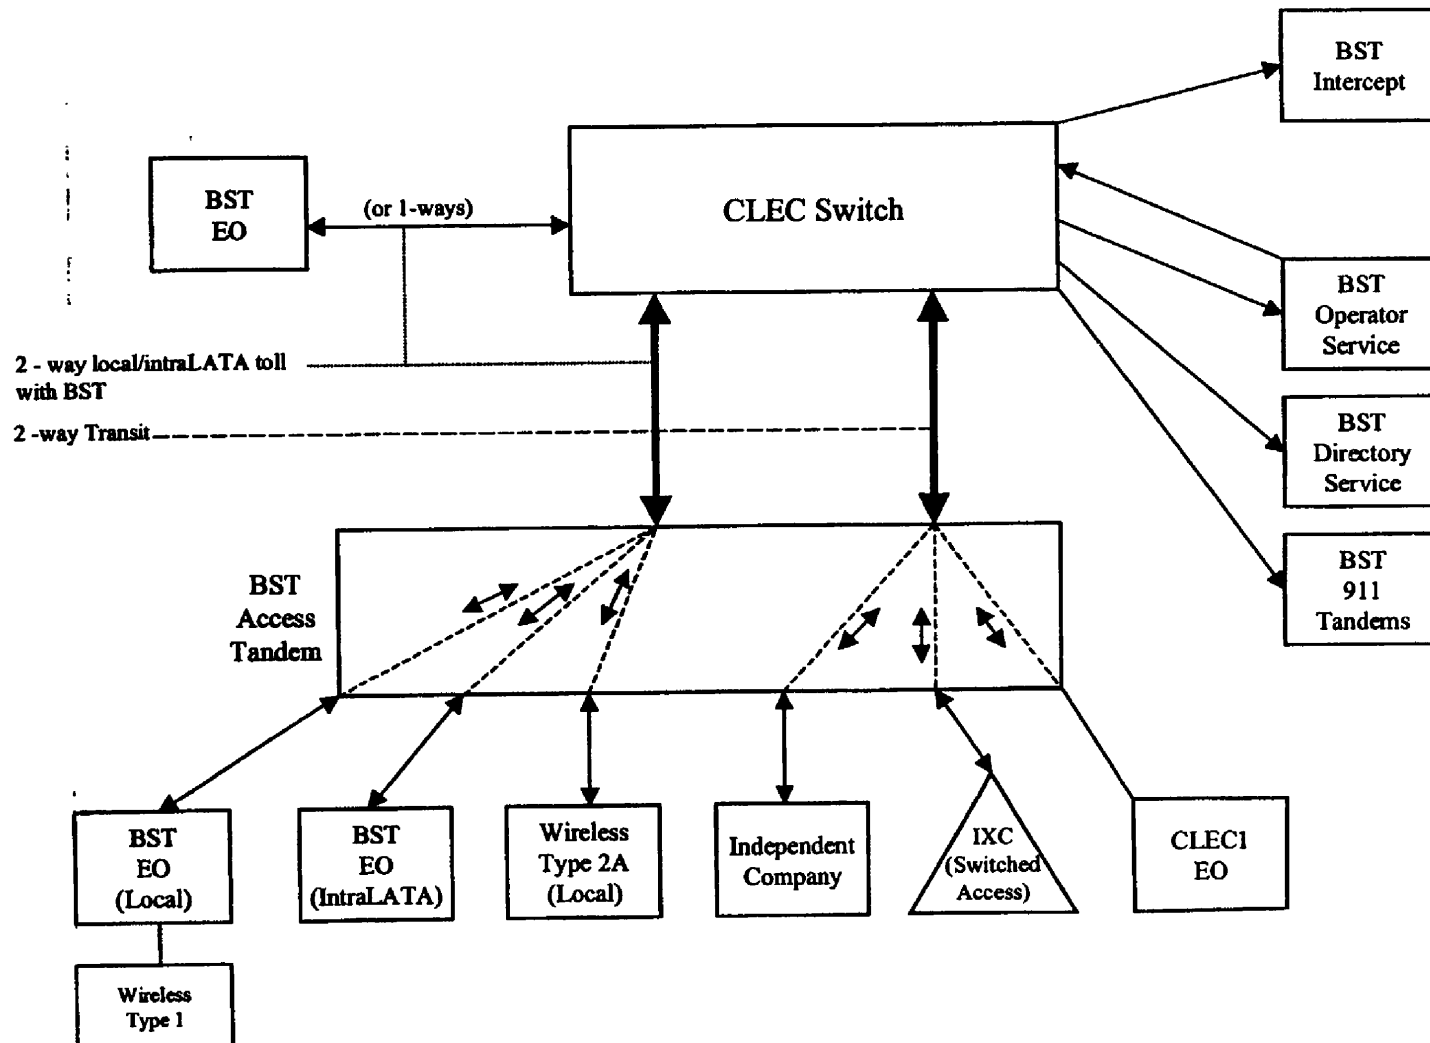 BST
Intercept
BST
EO
(or 1-ways)
CLEC Switch
BST
Operator
Service
2 - way local/intraLATA toll
with BST
2 -way Transit
BST
Directory
Service
BST
911
Tandems
BST
Access
Tandem
BST
EO
(Local)
BST
EO
(IntraLATA)
Wireless
Type 2A
(Local)
Independent
Company
IXC
(Switched
Access)
CLEC1
EO
Wireless
Type 1